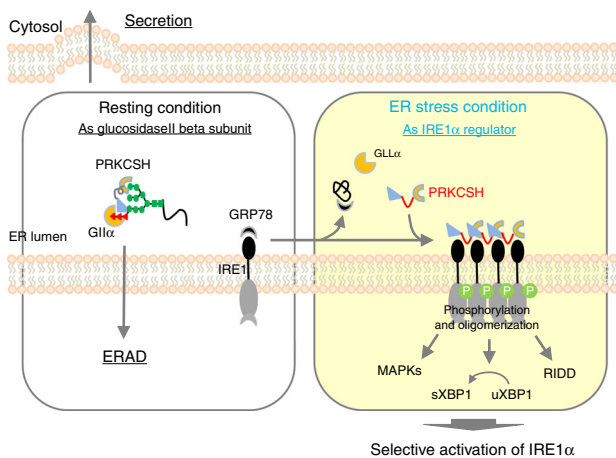 Cytosol
Secretion
Resting condition
As glucosidaseII beta subunit
PRKCSH
GIIα
GRP78
ER lumen
IRE1
ERAD
ER stress condition
As IRE1α regulator
GLLα
PRKCSH
P P P P
Phosphorylation
and oligomerization
MAPKs
RIDD
sXBP1 uXBP1
Selective activation of IRE1α